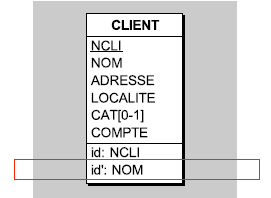 CLIENT
NCLI
NOM
ADRESSE
LOCALITE
CAT[0-1]
COMPTE
id: NCLI
id': NOM